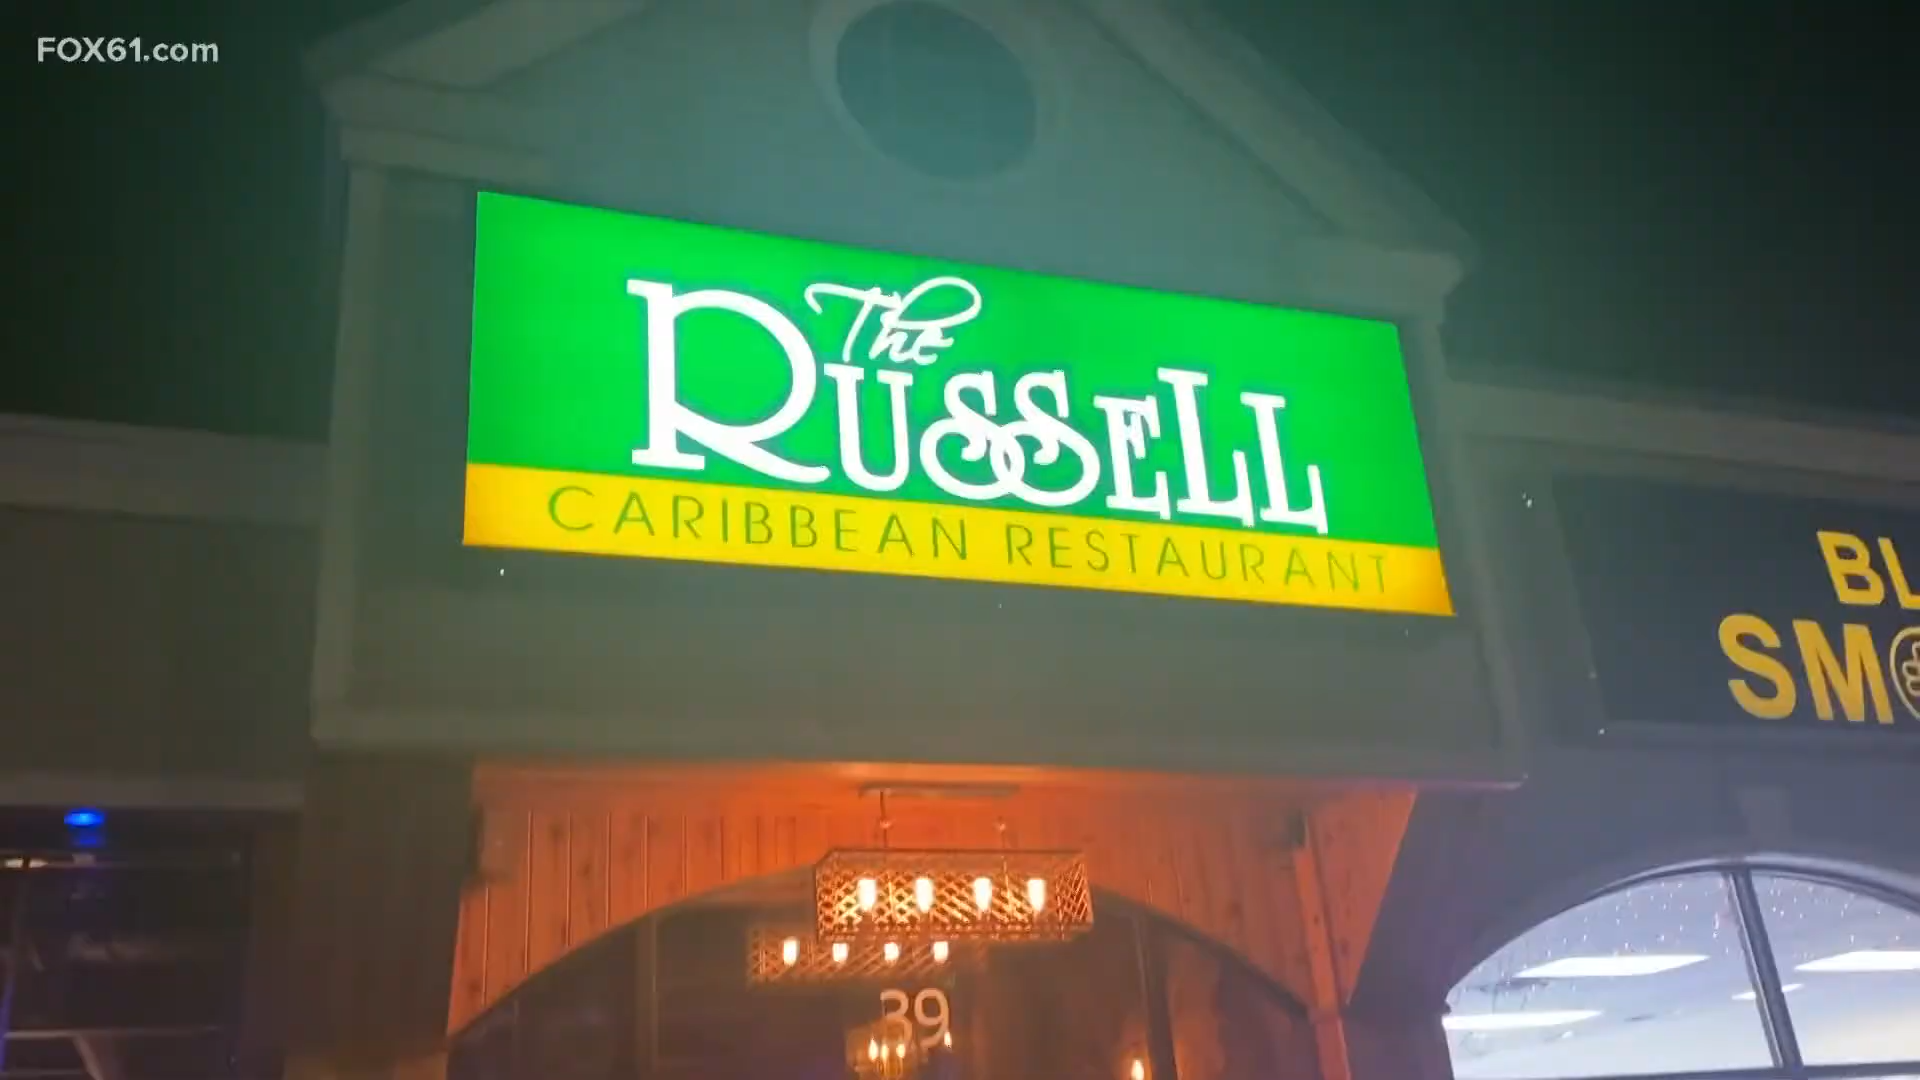 FOX61.com
The
RUSSELL
CARIBBEAN RESTAURANT
BL
SM
39